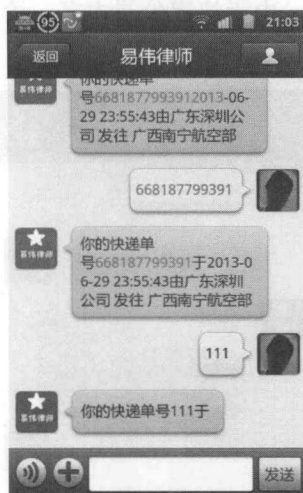 95 21:03
返回 易伟律师
你的快递单
易伟律师
号6681877993912013-06-
29 23:55:43由广东深圳公
司 发往 广西南宁航空部
668187799391
你的快递单
易伟律师
号668187799391于2013-0
6-29 23:55:43由广东深圳
公司 发往 广西南宁航空部
111
易伟律师
你的快递单号111于
发送